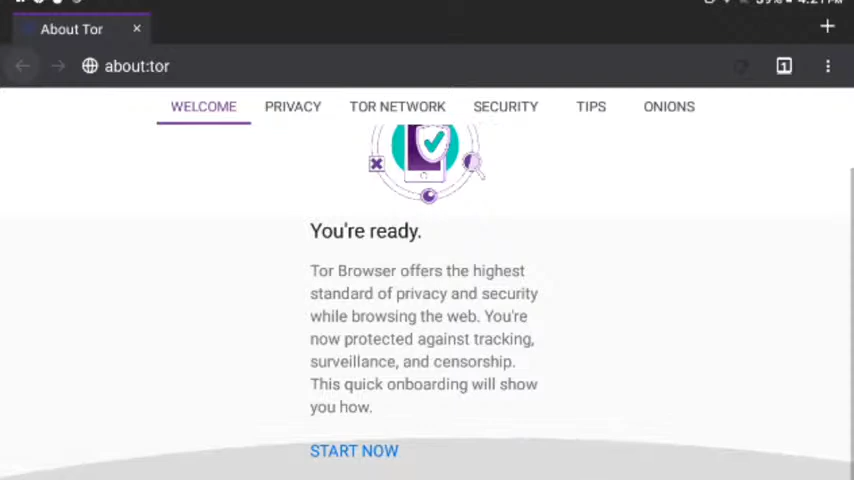 About Tor
about:tor
1
WELCOME PRIVACY TOR NETWORK SECURITY TIPS ONIONS
You're ready.
Tor Browser offers the highest
standard of privacy and security
while browsing the web. You're
now protected against tracking,
surveillance, and censorship.
This quick onboarding will show
you how.
START NOW